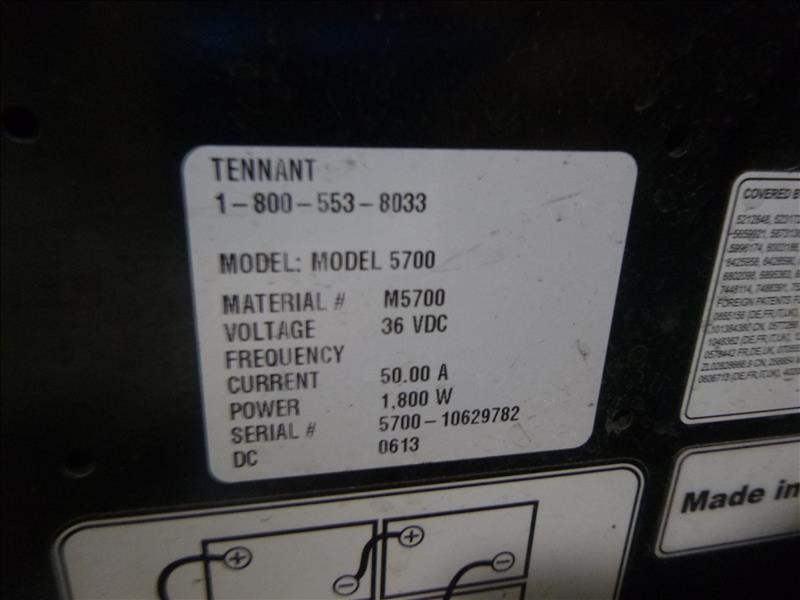 TENNANT
1-800-553-8033
MODEL: MODEL 5700
MATERIAL # M5700
VOLTAGE 36 VDC
FREQUENCY
CURRENT 50.00 A
POWER 1,800 W
SERIAL # 5700-10629782
DC 0613
COVERED B
FOREIGN PATENTS F
Made in
+
+
-
-